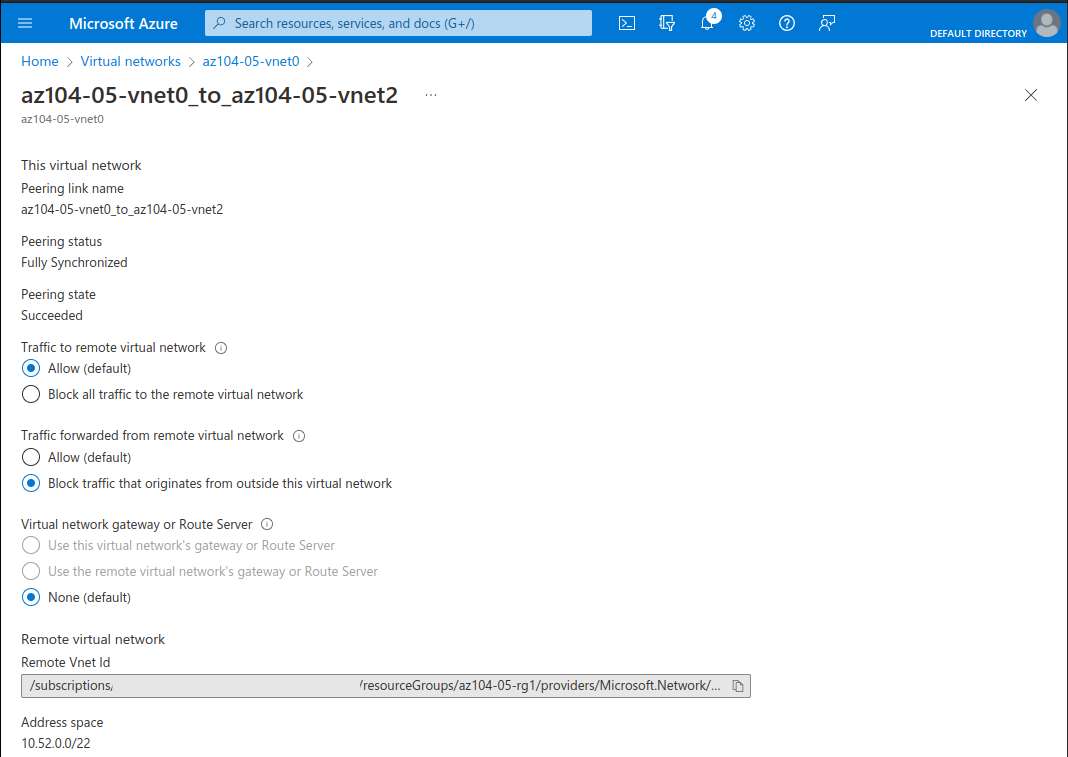 Microsoft Azure
Search resources, services, and docs (G+/)
4
DEFAULT DIRECTORY
Home > Virtual networks > az104-05-vnet0 >
az104-05-vnet0_to_az104-05-vnet2 ...
az104-05-vnet0
This virtual network
Peering link name
az104-05-vnet0_to_az104-05-vnet2
Peering status
Fully Synchronized
Peering state
Succeeded
Traffic to remote virtual network
Allow (default)
Block all traffic to the remote virtual network
Traffic forwarded from remote virtual network
Allow (default)
Block traffic that originates from outside this virtual network
Virtual network gateway or Route Server
Use this virtual network's gateway or Route Server
Use the remote virtual network's gateway or Route Server
None (default)
Remote virtual network
Remote Vnet Id
/subscriptions/ /resourceGroups/az104-05-rg1/providers/Microsoft.Network/...
Address space
10.52.0.0/22